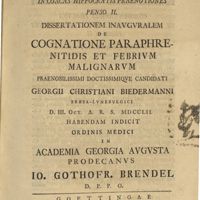 IN COACAS HIPPOCRATIS PRAENOTIONES
PENSO. II.
DISSERTATIONEM INAVGVRALEM
DE
COGNATIONE PARAPHRE-
NITIDIS ET FEBRIVM
MALIGNARVM
PRAENOBILISSIMI DOCTISSIMIQVE CANDIDATI
GEORGII CHRISTIANI BIEDERMANNI
D. III. OCT. A. R. S. MDCCLII
HABENDAM INDICIT
ORDINIS MEDICI
IN
ACADEMIA GEORGIA AVGVSTA
PRODECANVS
IO. GOTHOFR. BRENDEL
D. P. P. O.
GOETTINGAE